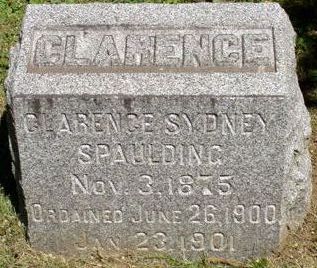 CLARENCE
CLARENCE SYDNEY
SPAULDING
NOV. 3, 1875
ORDAINED JUNE 26, 1900
JAN. 23, 1901